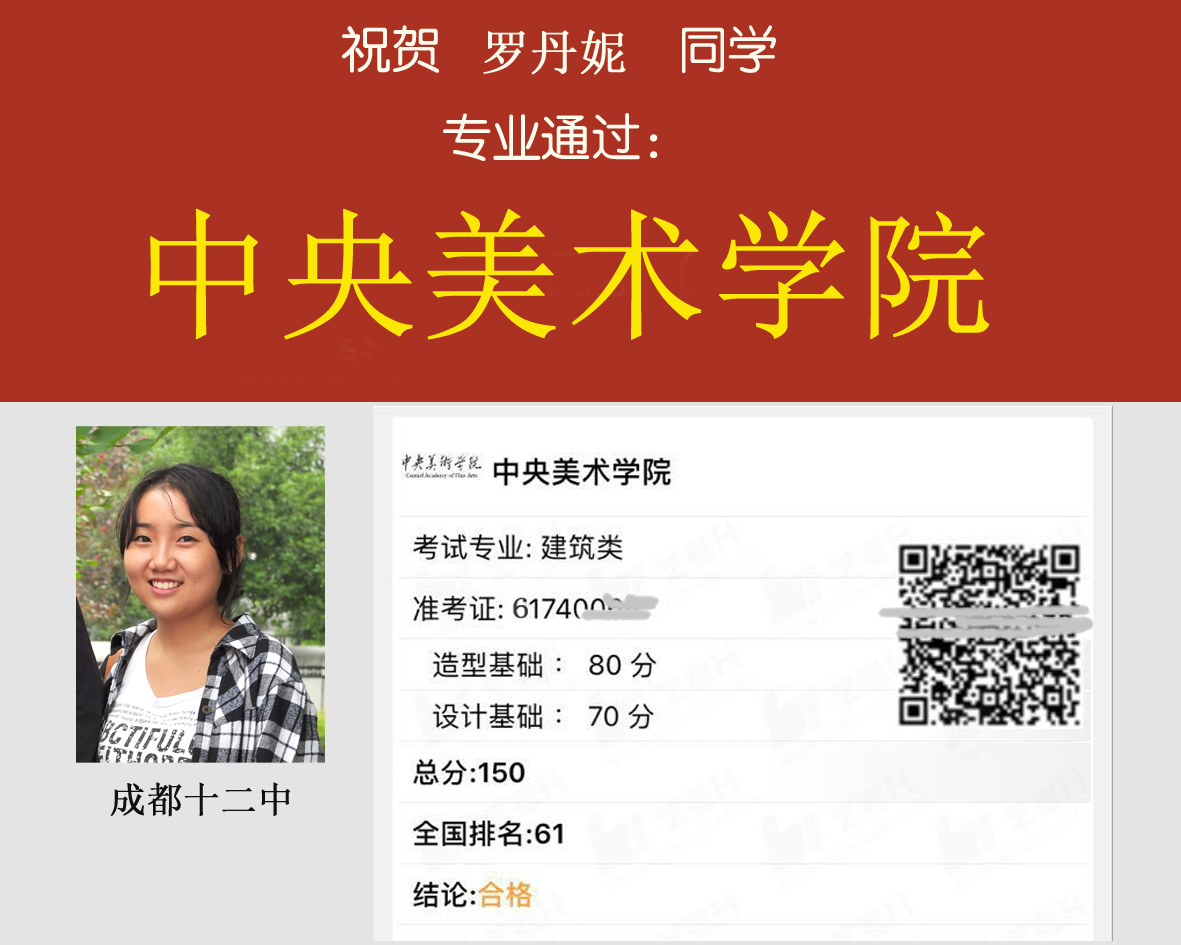 祝贺 罗丹妮 同学
专业通过：
中央美术学院
中央美術学院 中央美术学院
Central Academy of Fine Arts
考试专业: 建筑类
准考证: 617400
造型基础： 80 分
设计基础： 70 分
总分:150
全国排名:61
结论:合格
成都十二中